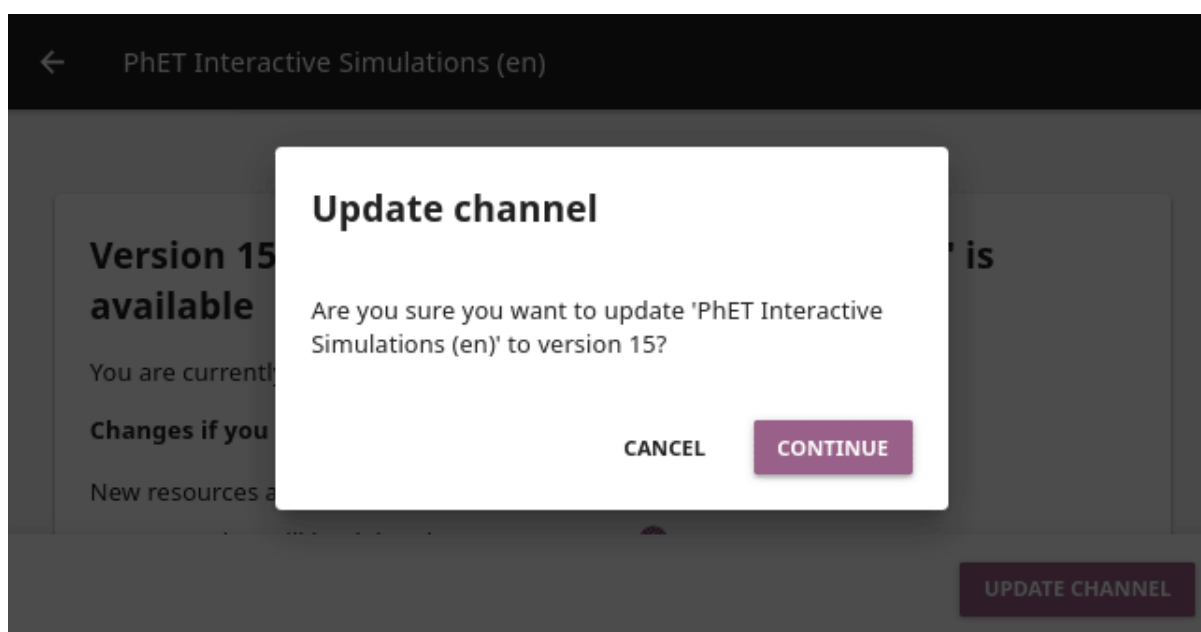 PhET Interactive Simulations (en)
Update channel
Are you sure you want to update 'PhET Interactive
Simulations (en)' to version 15?
CANCEL
CONTINUE
Version 15
' is
available
You are currently
Changes if you
New resources a
UPDATE CHANNEL